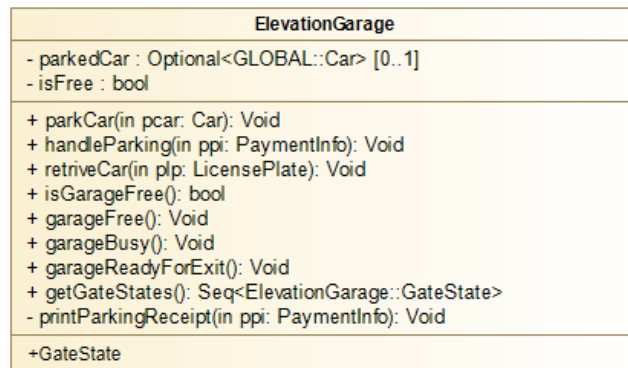 ElevationGarage
- parkedCar : Optional<GLOBAL::Car> [0..1]
- isFree : bool
+ parkCar(in pcar: Car): Void
+ handleParking(in ppi: PaymentInfo): Void
+ retriveCar(in plp: LicensePlate): Void
+ isGarageFree(): bool
+ garageFree(): Void
+ garageBusy(): Void
+ garageReadyForExit(): Void
+ getGateStates(): Seq<ElevationGarage::GateState>
- printParkingReceipt(in ppi: PaymentInfo): Void
+GateState